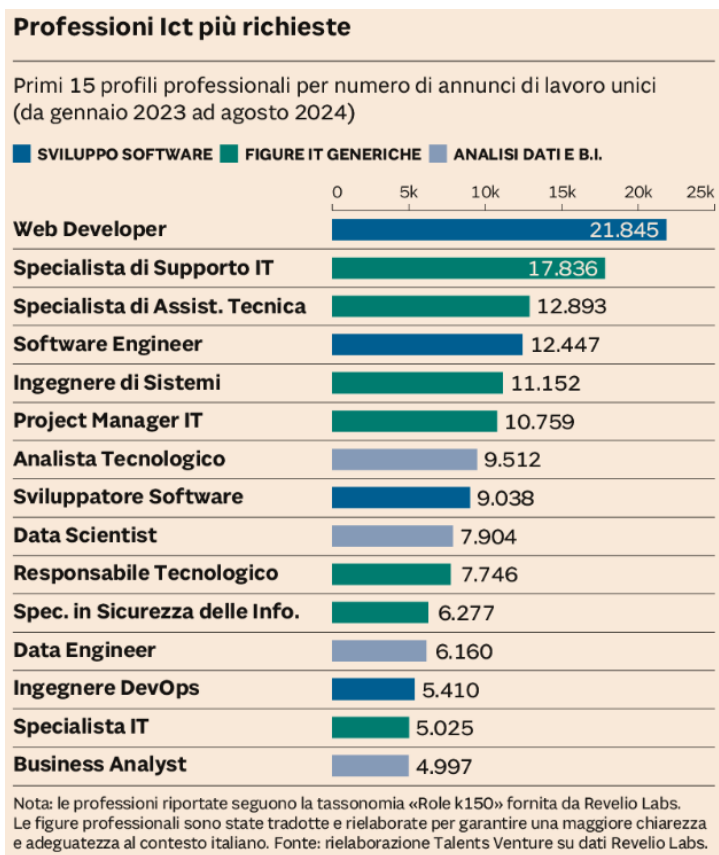 Professioni Ict più richieste
Primi 15 profili professionali per numero di annunci di lavoro unici
(da gennaio 2023 ad agosto 2024)
SVILUPPO SOFTWARE FIGURE IT GENERICHE ANALISI DATI E B.I.
0 5k 10k 15k 20k 25k
Web Developer 21.845
Specialista di Supporto IT 17.836
Specialista di Assist. Tecnica 12.893
Software Engineer 12.447
Ingegnere di Sistemi 11.152
Project Manager IT 10.759
Analista Tecnologico 9.512
Sviluppatore Software 9.038
Data Scientist 7.904
Responsabile Tecnologico 7.746
Spec. in Sicurezza delle Info. 6.277
Data Engineer 6.160
Ingegnere DevOps 5.410
Specialista IT 5.025
Business Analyst 4.997
Nota: le professioni riportate seguono la tassonomia «Role k150» fornita da Revelio Labs.
Le figure professionali sono state tradotte e rielaborate per garantire una maggiore chiarezza
e adeguatezza al contesto italiano. Fonte: rielaborazione Talents Venture su dati Revelio Labs.